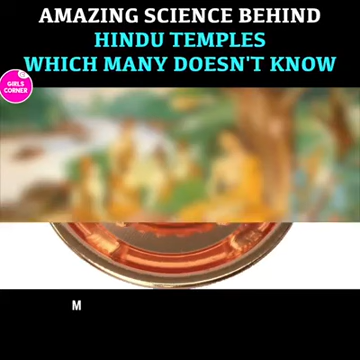 AMAZING SCIENCE BEHIND
HINDU TEMPLES
WHICH MANY DOESN'T KNOW
GIRLS
CORNER
M